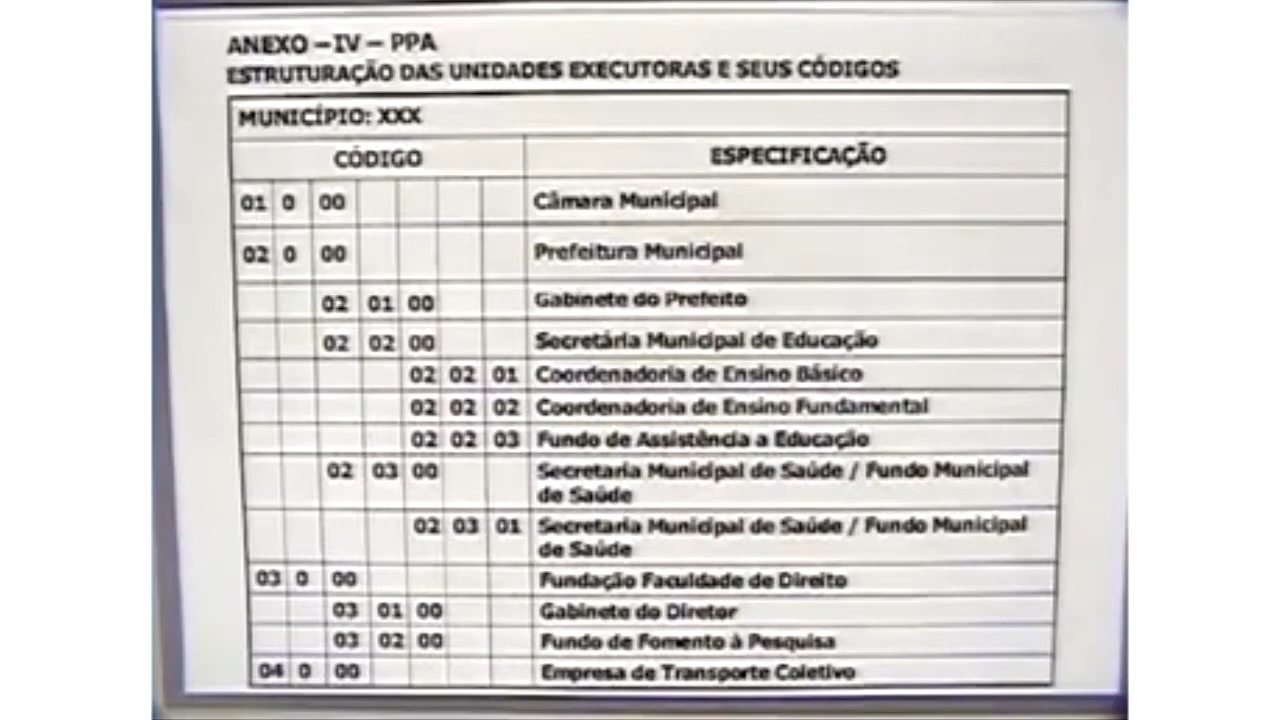 ANEXO – IV – PPA
ESTRUTURAÇÃO DAS UNIDADES EXECUTORAS E SEUS CÓDIGOS
MUNICÍPIO: XXX
CÓDIGO ESPECIFICAÇÃO
01 0 00 Câmara Municipal
02 0 00 Prefeitura Municipal
02 01 00 Gabinete do Prefeito
02 02 00 Secretária Municipal de Educação
02 02 01 Coordenadoria de Ensino Básico
02 02 02 Coordenadoria de Ensino Fundamental
02 02 03 Fundo de Assistência a Educação
02 03 00 Secretaria Municipal de Saúde / Fundo Municipal
de Saúde
02 03 01 Secretaria Municipal de Saúde / Fundo Municipal
de Saúde
03 0 00 Fundação Faculdade de Direito
03 01 00 Gabinete do Diretor
03 02 00 Fundo de Fomento à Pesquisa
04 0 00 Empresa de Transporte Coletivo